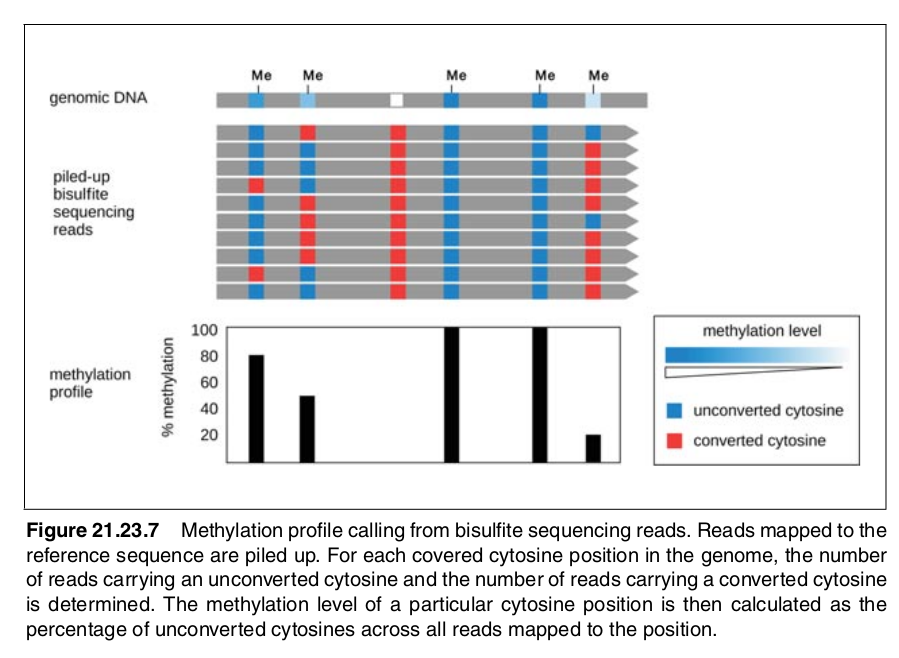 Me Me Me Me Me
genomic DNA
piled-up
bisulfite
sequencing
reads
methylation
profile
% methylation
100
80
60
40
20
methylation level
unconverted cytosine
converted cytosine
Figure 21.23.7 Methylation profile calling from bisulfite sequencing reads. Reads mapped to the
reference sequence are piled up. For each covered cytosine position in the genome, the number
of reads carrying an unconverted cytosine and the number of reads carrying a converted cytosine
is determined. The methylation level of a particular cytosine position is then calculated as the
percentage of unconverted cytosines across all reads mapped to the position.